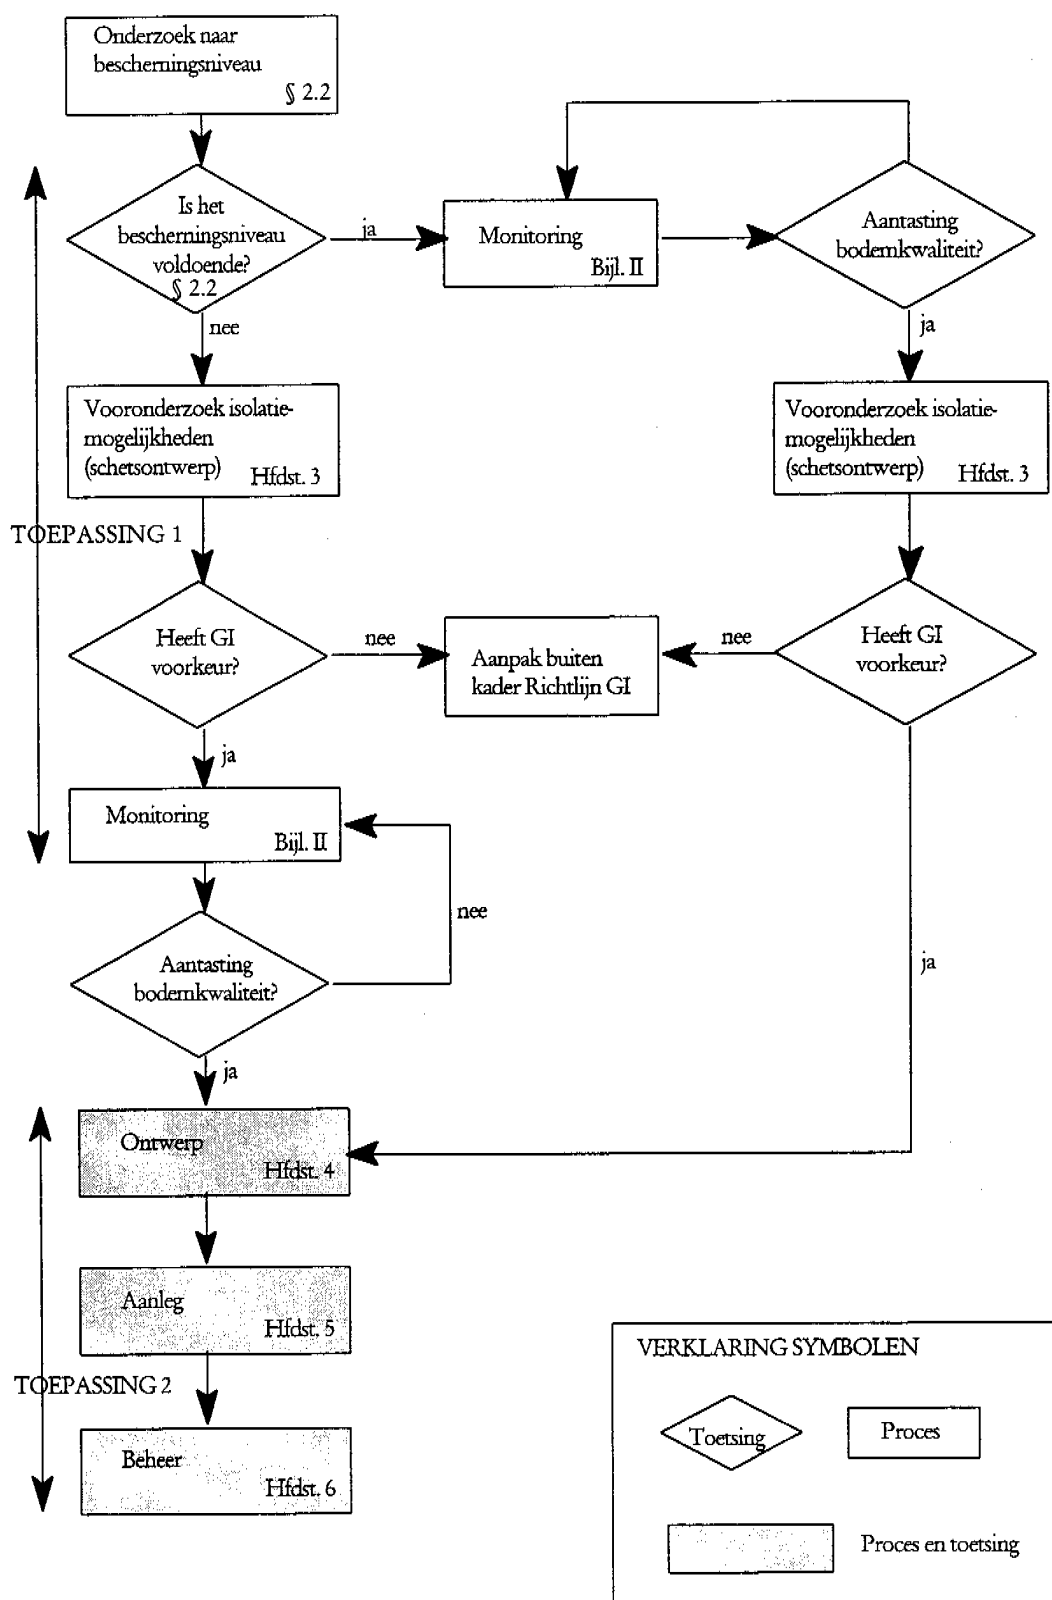 Onderzoek naar
beschermingsniveau
§ 2.2
Is het
beschermingsniveau
voldoende?
§ 2.2
ja
Monitoring
Bijl. II
Aantasting
bodemkwaliteit?
nee
ja
Vooronderzoek isolatie-
mogelijkheden
(schetsontwerp)
Hfdst. 3
Vooronderzoek isolatie-
mogelijkheden
(schetsontwerp)
Hfdst. 3
TOEPASSING 1
Heeft GI
voorkeur?
nee
Aanpak buiten
kader Richtlijn GI
nee
Heeft GI
voorkeur?
ja
Monitoring
Bijl. II
nee
Aantasting
bodemkwaliteit?
ja
ja
Ontwerp
Hfdst. 4
Aanleg
Hfdst. 5
TOEPASSING 2
Beheer
Hfdst. 6
VERKLARING SYMBOLEN
Toetsing
Proces
Proces en toetsing